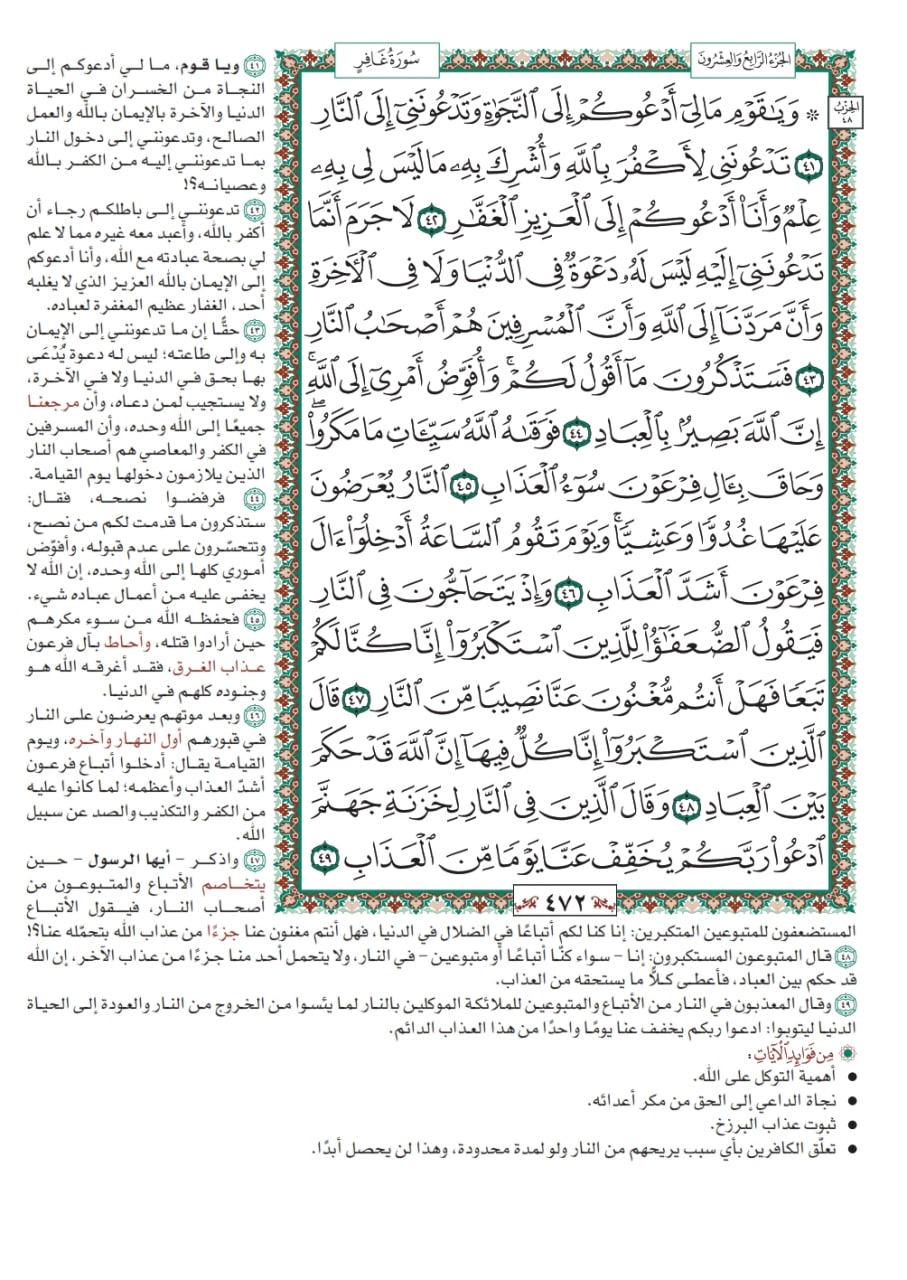 الجزء الرابع والعشرون
سورة غافر
الحزب
٤٨
۞ وَيَٰقَوْمِ مَا لِىٓ أَدْعُوكُمْ إِلَى ٱلنَّجَوٰةِ وَتَدْعُونَنِىٓ إِلَى ٱلنَّارِ
٤١ تَدْعُونَنِى لِأَكْفُرَ بِٱللَّهِ وَأُشْرِكَ بِهِۦ مَا لَيْسَ لِى بِهِۦ
عِلْمٌ وَأَنَا۠ أَدْعُوكُمْ إِلَى ٱلْعَزِيزِ ٱلْغَفَّٰرِ ٤٢ لَا جَرَمَ أَنَّمَا
تَدْعُونَنِىٓ إِلَيْهِ لَيْسَ لَهُۥ دَعْوَةٌ فِى ٱلدُّنْيَا وَلَا فِى ٱلْءَاخِرَةِ
وَأَنَّ مَرَدَّنَآ إِلَى ٱللَّهِ وَأَنَّ ٱلْمُسْرِفِينَ هُمْ أَصْحَٰبُ ٱلنَّارِ
٤٣ فَسَتَذْكُرُونَ مَآ أَقُولُ لَكُمْ ۚ وَأُفَوِّضُ أَمْرِىٓ إِلَى ٱللَّهِ ۚ
إِنَّ ٱللَّهَ بَصِيرٌۢ بِٱلْعِبَادِ ٤٤ فَوَقَىٰهُ ٱللَّهُ سَيِّـَٔاتِ مَا مَكَرُوا۟ ۖ
وَحَاقَ بِـَٔالِ فِرْعَوْنَ سُوٓءُ ٱلْعَذَابِ ٤٥ ٱلنَّارُ يُعْرَضُونَ
عَلَيْهَا غُدُوًّا وَعَشِيًّا ۚ وَيَوْمَ تَقُومُ ٱلسَّاعَةُ أَدْخِلُوٓا۟ ءَالَ
فِرْعَوْنَ أَشَدَّ ٱلْعَذَابِ ٤٦ وَإِذْ يَتَحَآجُّونَ فِى ٱلنَّارِ
فَيَقُولُ ٱلضُّعَفَٰٓؤُا۟ لِلَّذِينَ ٱسْتَكْبَرُوٓا۟ إِنَّا كُنَّا لَكُمْ
تَبَعًا فَهَلْ أَنتُم مُّغْنُونَ عَنَّا نَصِيبًا مِّنَ ٱلنَّارِ ٤٧ قَالَ
ٱلَّذِينَ ٱسْتَكْبَرُوٓا۟ إِنَّا كُلٌّ فِيهَآ إِنَّ ٱللَّهَ قَدْ حَكَمَ
بَيْنَ ٱلْعِبَادِ ٤٨ وَقَالَ ٱلَّذِينَ فِى ٱلنَّارِ لِخَزَنَةِ جَهَنَّمَ
ٱدْعُوا۟ رَبَّكُمْ يُخَفِّفْ عَنَّا يَوْمًا مِّنَ ٱلْعَذَابِ ٤٩
٤٧٢
٤١ ويا قوم، ما لي أدعوكم إلى
النجاة من الخسران في الحياة
الدنيا والآخرة بالإيمان بالله والعمل
الصالح، وتدعونني إلى دخول النار
بما تدعونني إليه من الكفر بالله
وعصيانه؟!
٤٢ تدعونني إلى باطلكم رجاء أن
أكفر بالله، وأعبد معه غيره مما لا علم
لي بصحة عبادته مع الله، وأنا أدعوكم
إلى الإيمان بالله العزيز الذي لا يغلبه
أحد، الغفار عظيم المغفرة لعباده.
٤٣ حقًّا إن ما تدعونني إلى الإيمان
به وإلى طاعته؛ ليس له دعوة يُدْعَى
بها بحق في الدنيا ولا في الآخرة،
ولا يستجيب لمن دعاه، وأن مرجعنا
جميعًا إلى الله وحده، وأن المسرفين
في الكفر والمعاصي هم أصحاب النار
الذين يلازمون دخولها يوم القيامة.
٤٤ فرفضوا نصحه، فقال:
ستذكرون ما قدمت لكم من نصح،
وتتحسّرون على عدم قبوله، وأفوّض
أموري كلها إلى الله وحده، إن الله لا
يخفى عليه من أعمال عباده شيء.
٤٥ فحفظه الله من سوء مكرهم
حين أرادوا قتله، وأحاط بآل فرعون
عذاب الغرق، فقد أغرقه الله هو
وجنوده كلهم في الدنيا.
٤٦ وبعد موتهم يعرضون على النار
في قبورهم أول النهار وآخره، ويوم
القيامة يقال: أدخلوا أتباع فرعون
أشدّ العذاب وأعظمه؛ لما كانوا عليه
من الكفر والتكذيب والصد عن سبيل
الله.
٤٧ واذكر - أيها الرسول - حين
يتخاصم الأتباع والمتبوعون من
أصحاب النار، فيقول الأتباع
المستضعفون للمتبوعين المتكبرين: إنا كنا لكم أتباعًا في الضلال في الدنيا، فهل أنتم مغنون عنا جزءًا من عذاب الله بتحمّله عنا؟!
٤٨ قال المتبوعون المستكبرون: إنا - سواء كنَّا أتباعًا أو متبوعين - في النار، ولا يتحمل أحد منا جزءًا من عذاب الآخر، إن الله
قد حكم بين العباد، فأعطى كلًّا ما يستحقه من العذاب.
٤٩ وقال المعذبون في النار من الأتباع والمتبوعين للملائكة الموكلين بالنار لما يئسوا من الخروج من النار والعودة إلى الحياة
الدنيا ليتوبوا: ادعوا ربكم يخفف عنا يومًا واحدًا من هذا العذاب الدائم.
من فوائد الآيات:
• أهمية التوكل على الله.
• نجاة الداعي إلى الحق من مكر أعدائه.
• ثبوت عذاب البرزخ.
• تعلّق الكافرين بأي سبب يريحهم من النار ولو لمدة محدودة، وهذا لن يحصل أبدًا.